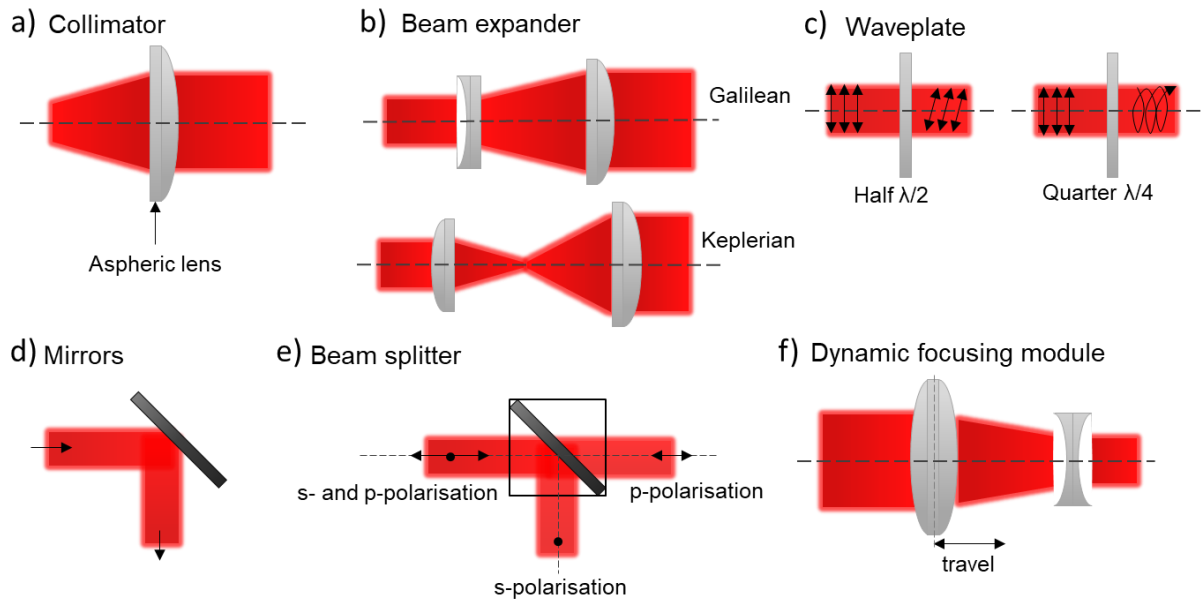 a) Collimator
Aspheric lens
b) Beam expander
Galilean
Keplerian
c) Waveplate
Half λ/2
Quarter λ/4
d) Mirrors
e) Beam splitter
s- and p-polarisation
p-polarisation
s-polarisation
f) Dynamic focusing module
travel